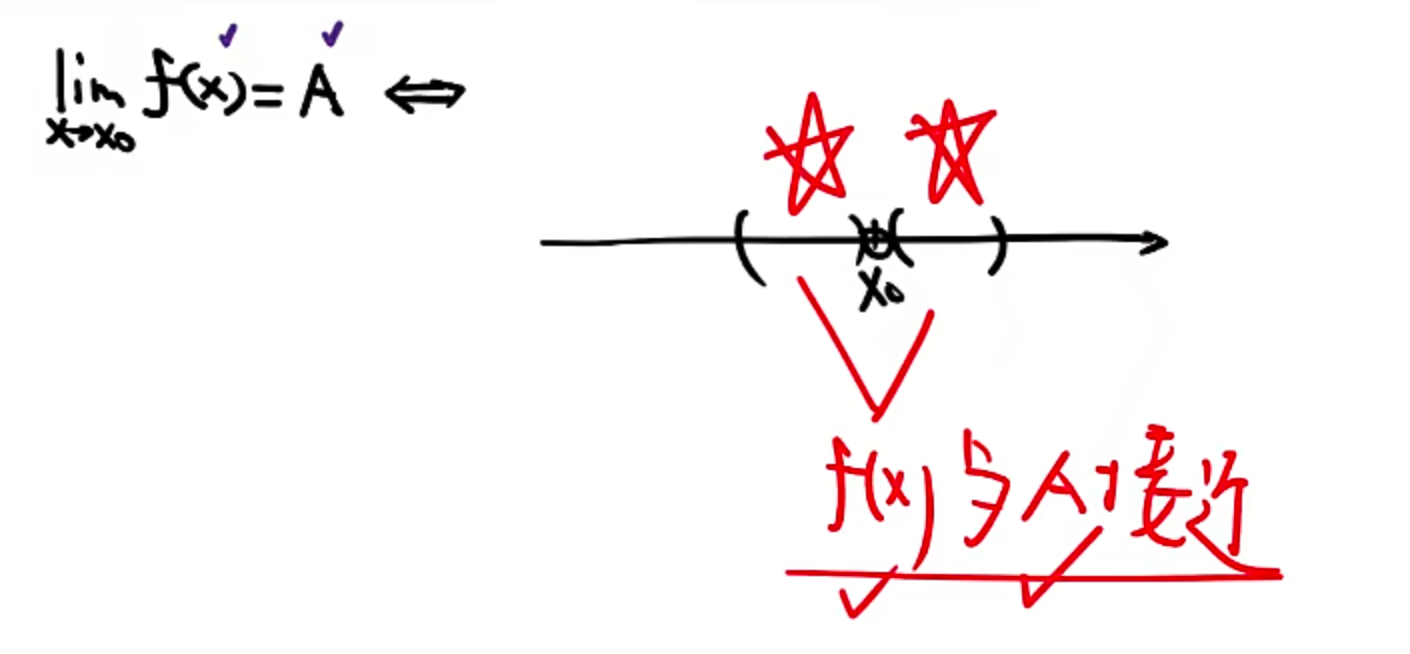 lim f(x) = A ⇔
x→x₀
x₀
f(x)与A接近